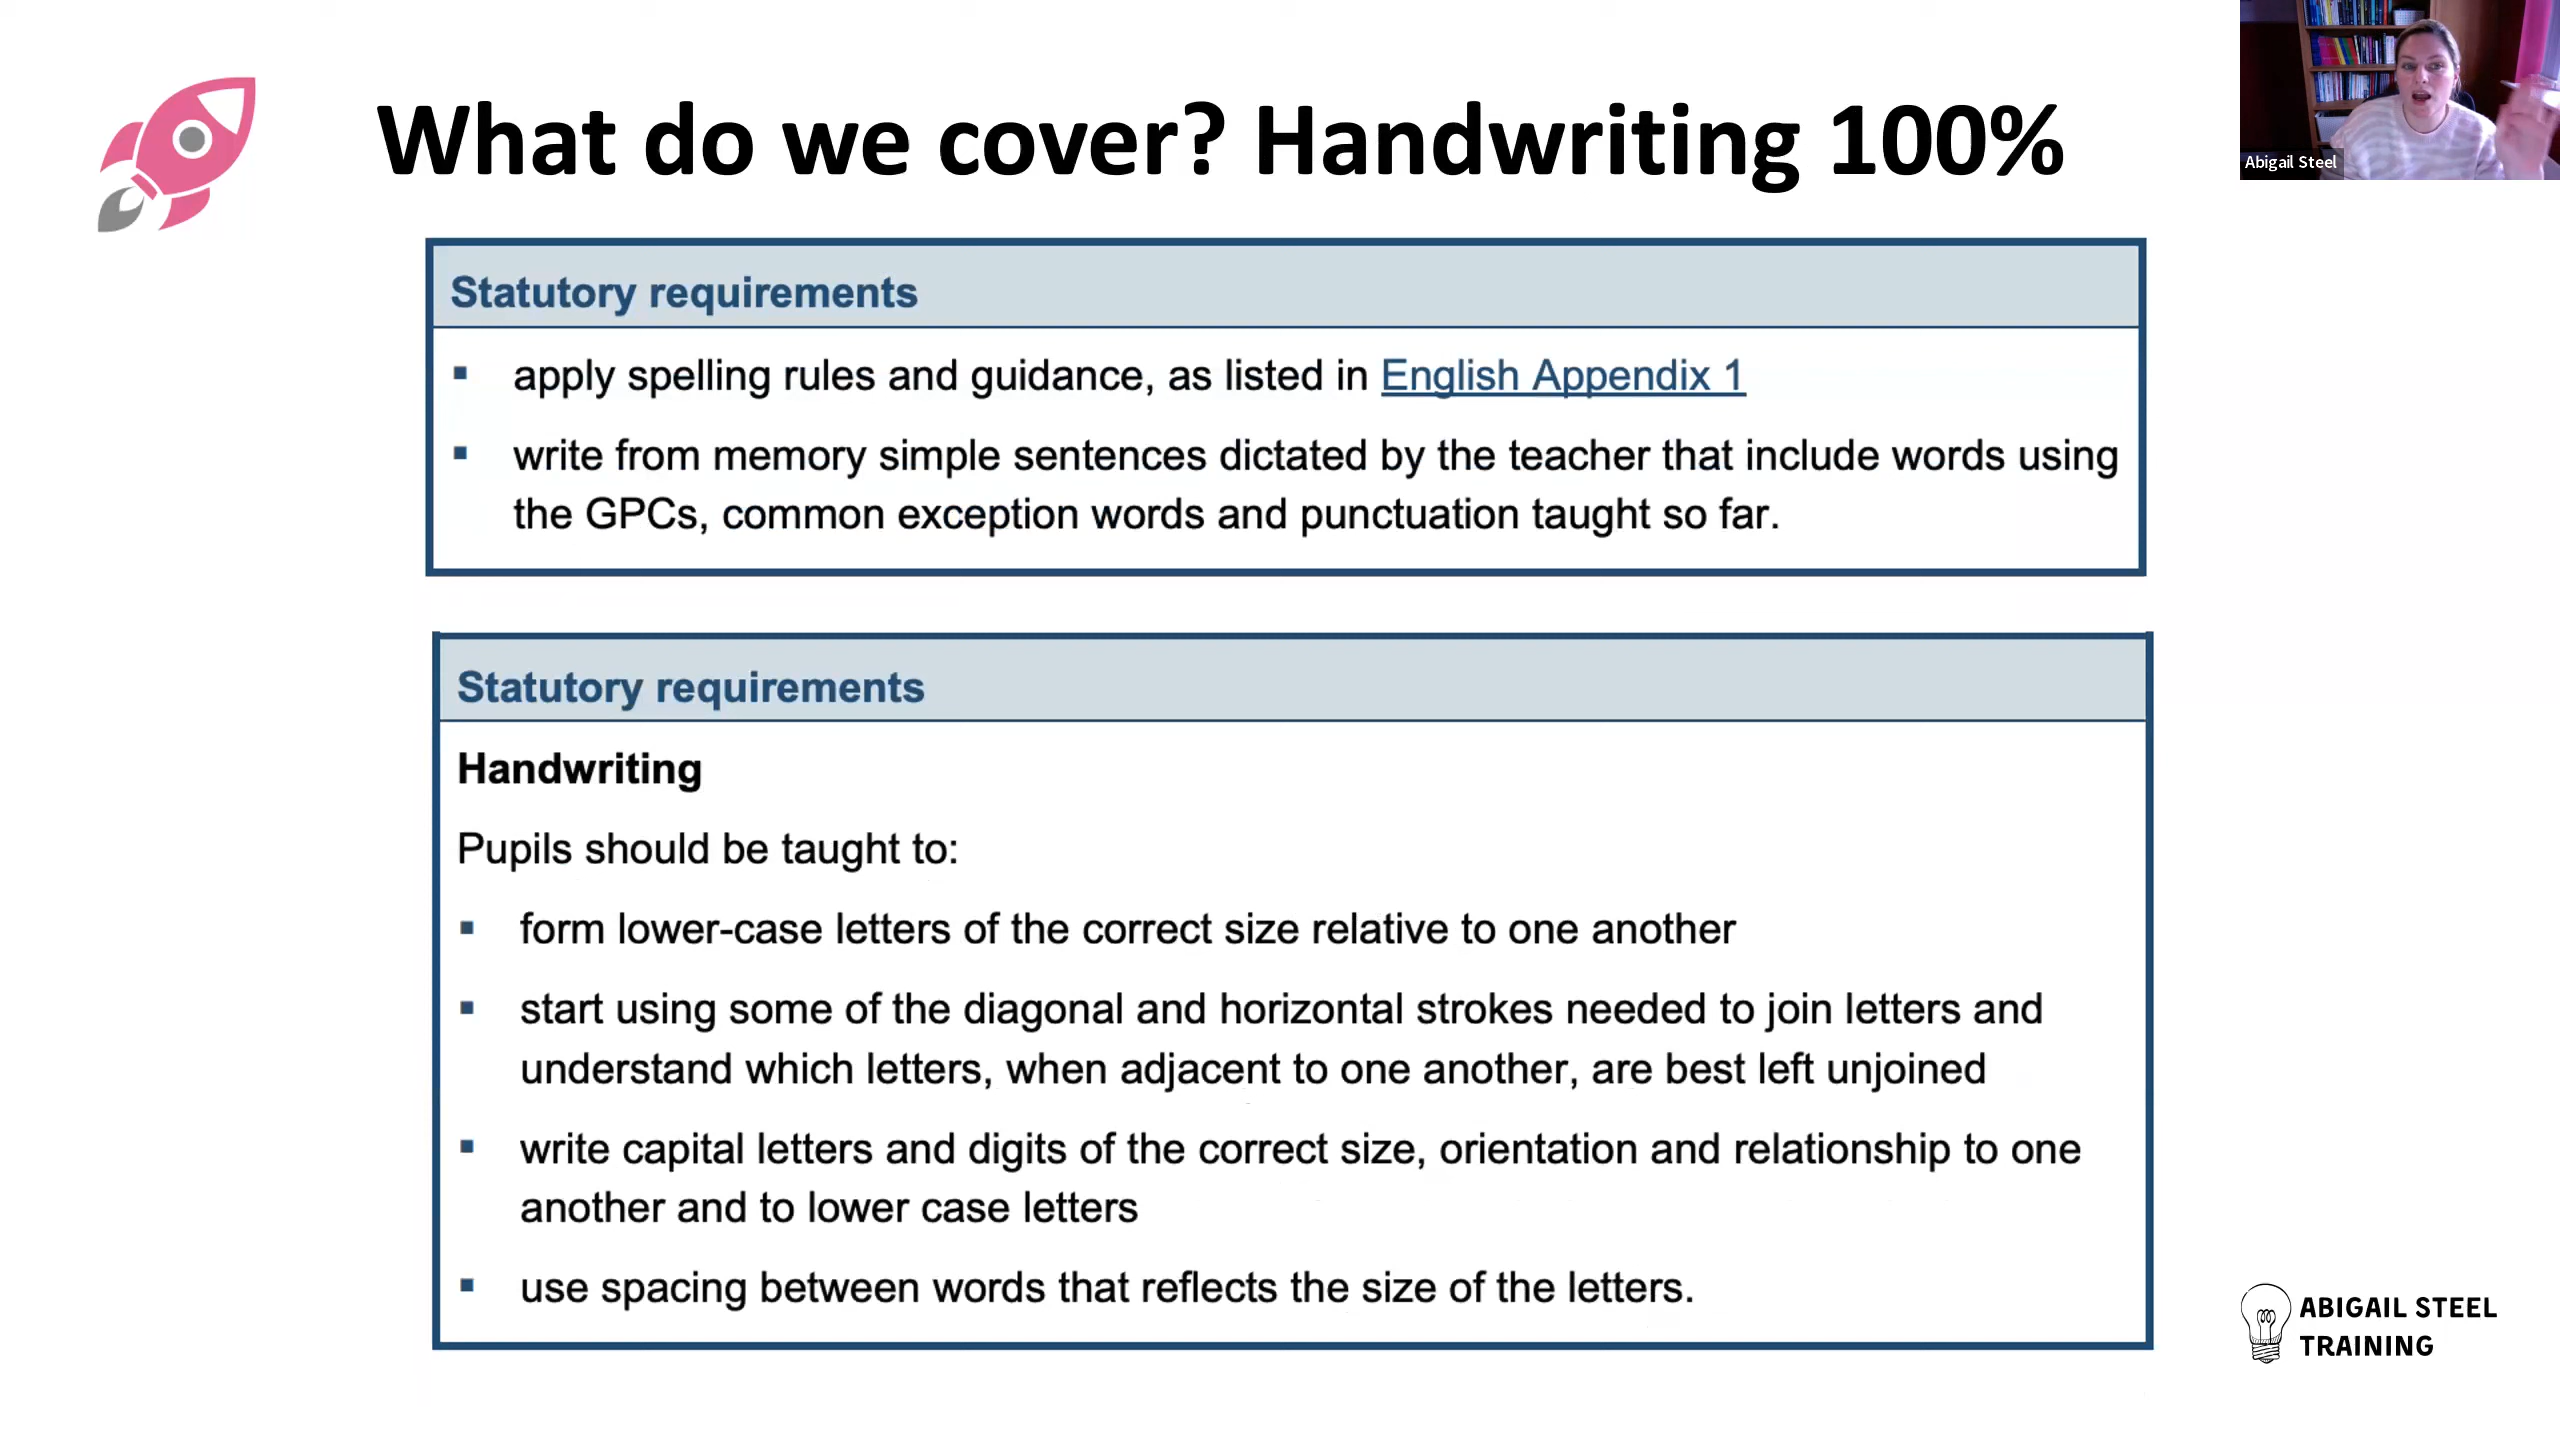 What do we cover? Handwriting 100%
Abigail Steel
Statutory requirements
▪ apply spelling rules and guidance, as listed in English Appendix 1
▪ write from memory simple sentences dictated by the teacher that include words using
the GPCs, common exception words and punctuation taught so far.
Statutory requirements
Handwriting
Pupils should be taught to:
▪ form lower-case letters of the correct size relative to one another
▪ start using some of the diagonal and horizontal strokes needed to join letters and
understand which letters, when adjacent to one another, are best left unjoined
▪ write capital letters and digits of the correct size, orientation and relationship to one
another and to lower case letters
▪ use spacing between words that reflects the size of the letters.
ABIGAIL STEEL
TRAINING